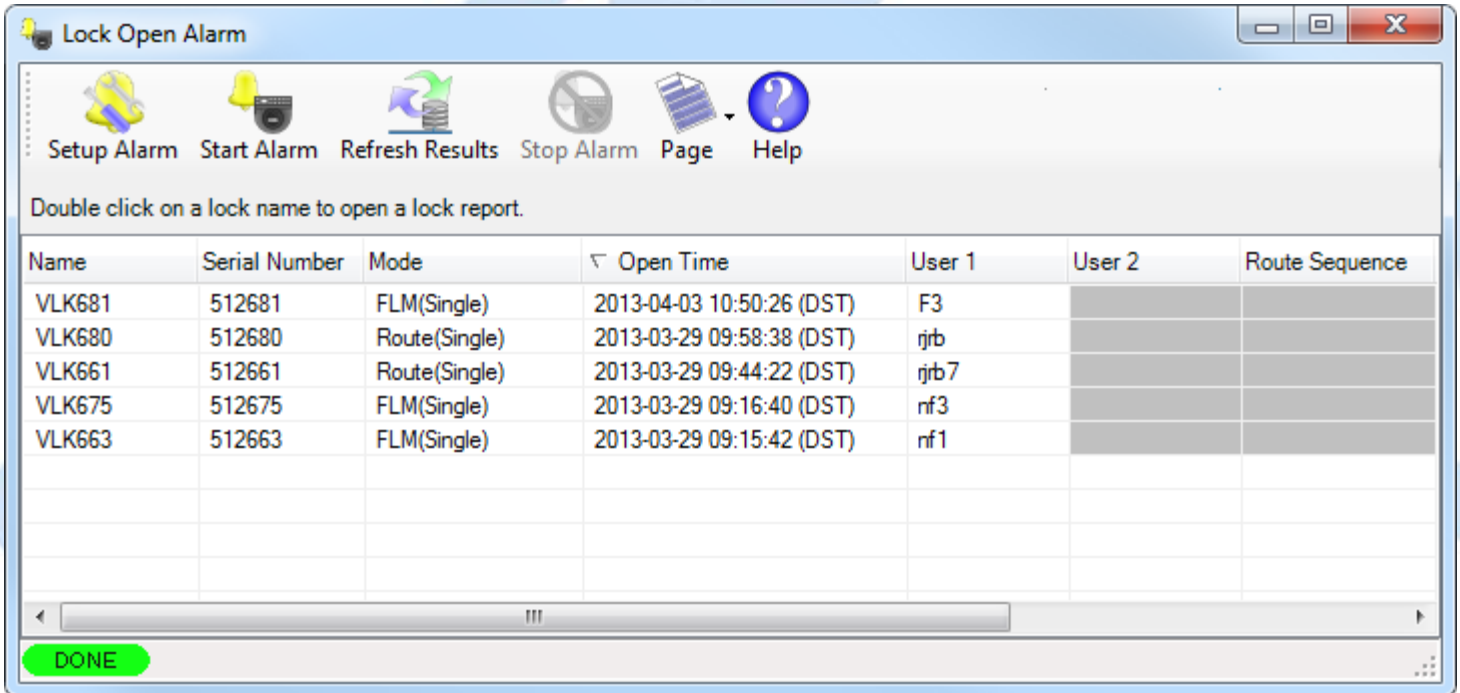 Lock Open Alarm
Setup Alarm Start Alarm Refresh Results Stop Alarm Page Help
Double click on a lock name to open a lock report.
Name Serial Number Mode Open Time User 1 User 2 Route Sequence
VLK681 512681 FLM(Single) 2013-04-03 10:50:26 (DST) F3
VLK680 512680 Route(Single) 2013-03-29 09:58:38 (DST) rjrb
VLK661 512661 Route(Single) 2013-03-29 09:44:22 (DST) rjrb7
VLK675 512675 FLM(Single) 2013-03-29 09:16:40 (DST) nf3
VLK663 512663 FLM(Single) 2013-03-29 09:15:42 (DST) nf1
DONE